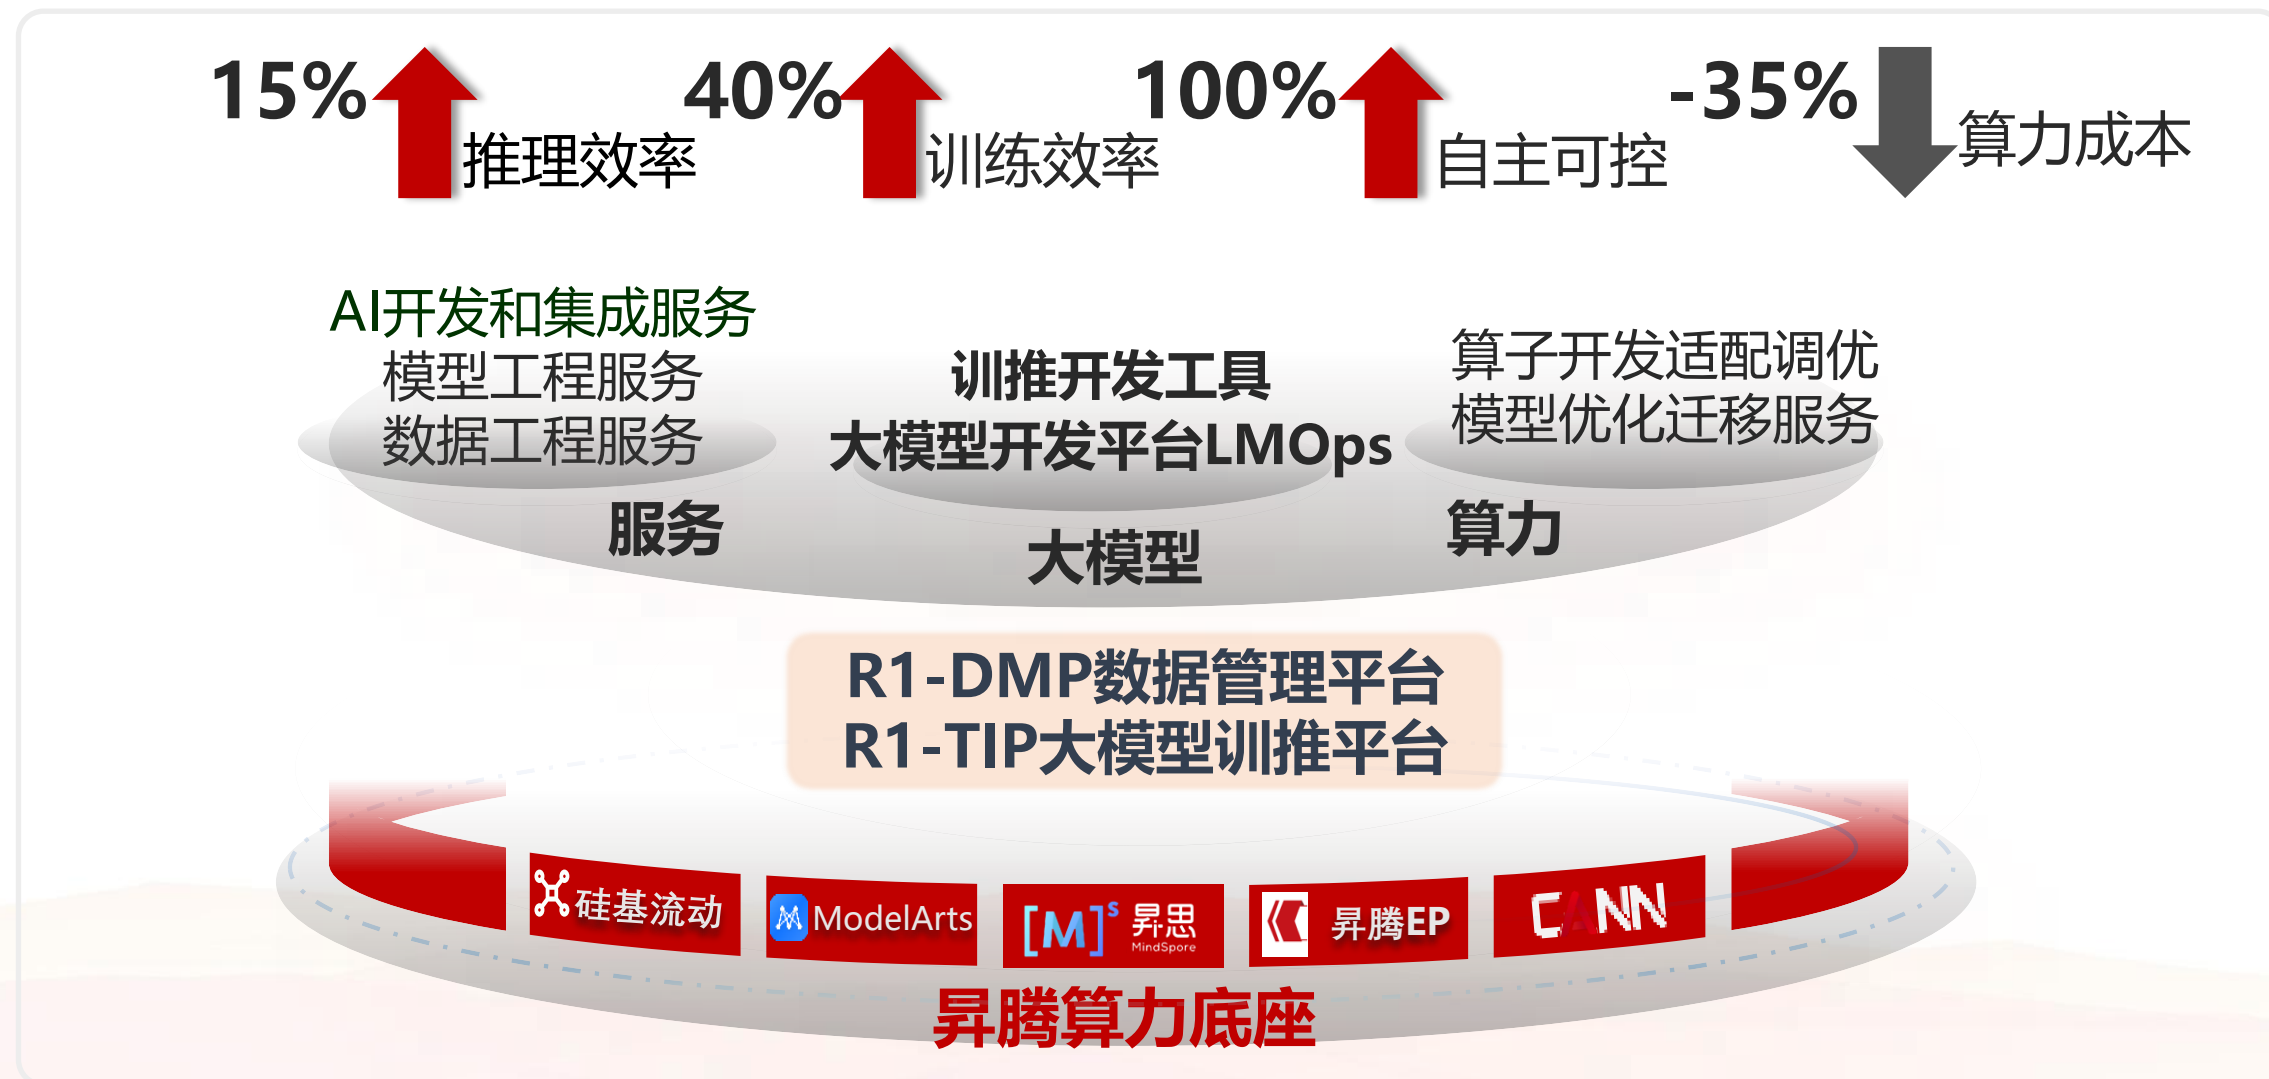 15%
推理效率
40%
训练效率
100%
自主可控
-35%
算力成本
AI开发和集成服务
模型工程服务
数据工程服务
服务
训推开发工具
大模型开发平台LMOps
大模型
算子开发适配调优
模型优化迁移服务
算力
R1-DMP数据管理平台
R1-TIP大模型训推平台
硅基流动
ModelArts
[M]s 昇思
MindSpore
昇腾EP
CANN
昇腾算力底座